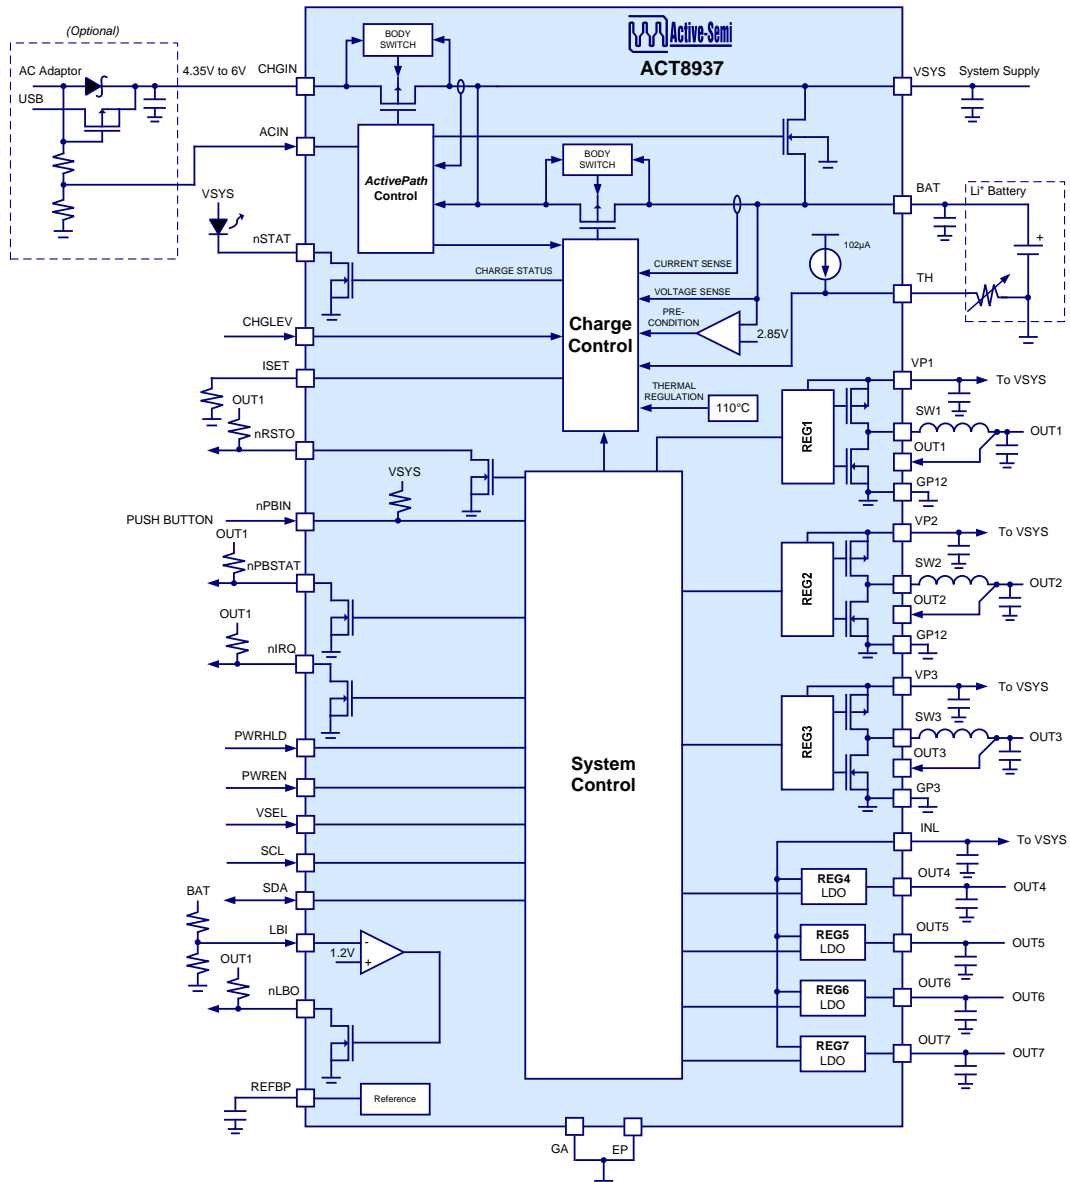 (Optional)
AC Adaptor
USB
4.35V to 6V
CHGIN
BODY
SWITCH
Active-Semi
ACT8937
VSYS
System Supply
ACIN
ActivePath
Control
BODY
SWITCH
BAT
Li+ Battery
+
VSYS
nSTAT
CHARGE STATUS
CURRENT SENSE
102µA
TH
VOLTAGE SENSE
PRE-
CONDITION
2.85V
CHGLEV
Charge
Control
ISET
THERMAL
REGULATION
110°C
VP1
To VSYS
REG1
SW1
OUT1
OUT1
GP12
OUT1
nRSTO
VSYS
nPBIN
PUSH BUTTON
OUT1
nPBSTAT
OUT1
nIRQ
VP2
To VSYS
REG2
SW2
OUT2
OUT2
GP12
VP3
To VSYS
REG3
SW3
OUT3
OUT3
GP3
PWRHLD
PWREN
VSEL
SCL
SDA
System
Control
INL
To VSYS
REG4
LDO
OUT4
OUT4
REG5
LDO
OUT5
OUT5
REG6
LDO
OUT6
OUT6
REG7
LDO
OUT7
OUT7
BAT
LBI
1.2V
-
+
OUT1
nLBO
REFBP
Reference
GA
EP